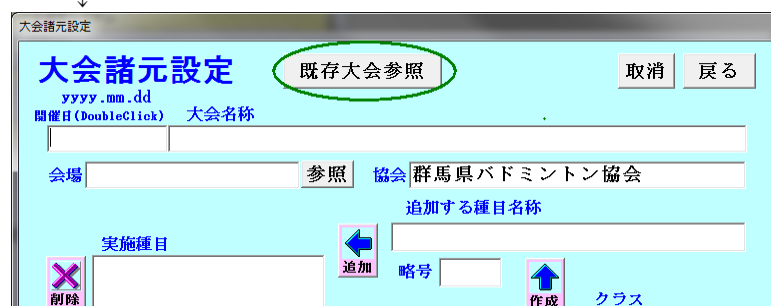 大会諸元設定
大会諸元設定
既存大会参照
取消
戻る
yyyy.mm.dd
開催日(DoubleClick)
大会名称
会場
参照
協会
群馬県バドミントン協会
追加する種目名称
実施種目
追加
略号
削除
作成
クラス